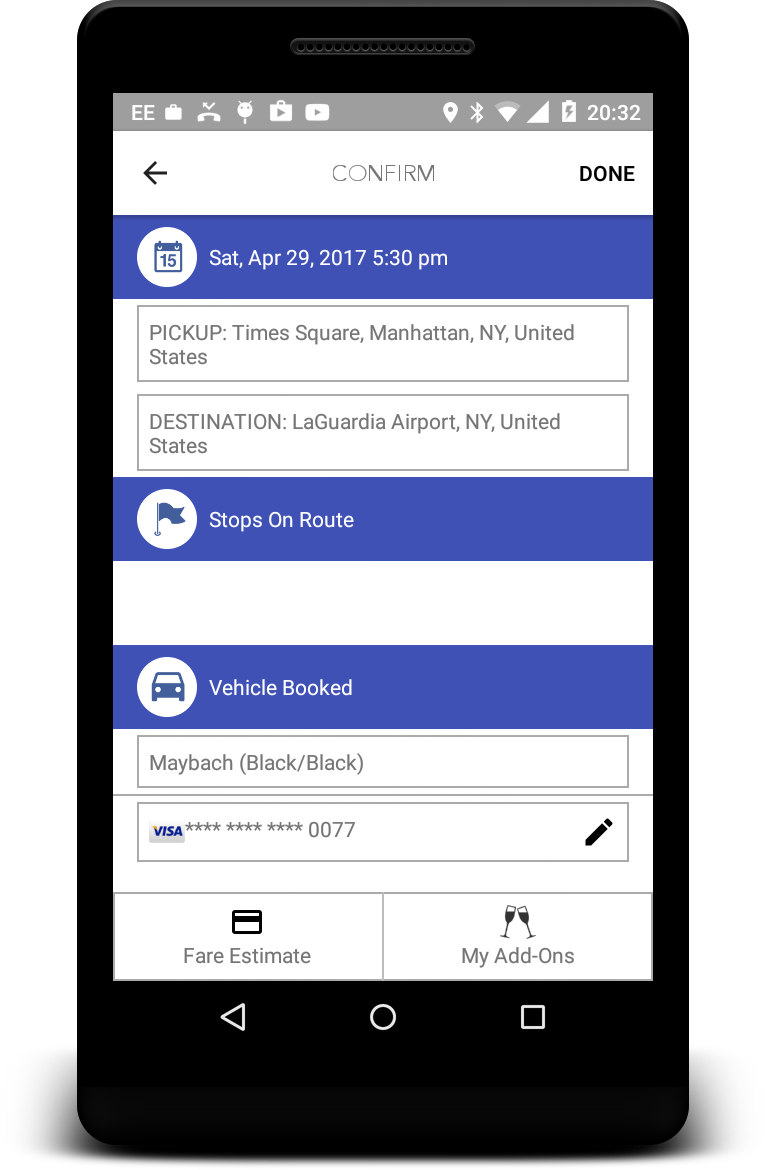 EE 20:32
CONFIRM DONE
15 Sat, Apr 29, 2017 5:30 pm
PICKUP: Times Square, Manhattan, NY, United
States
DESTINATION: LaGuardia Airport, NY, United
States
Stops On Route
Vehicle Booked
Maybach (Black/Black)
VISA**** **** **** 0077
Fare Estimate My Add-Ons